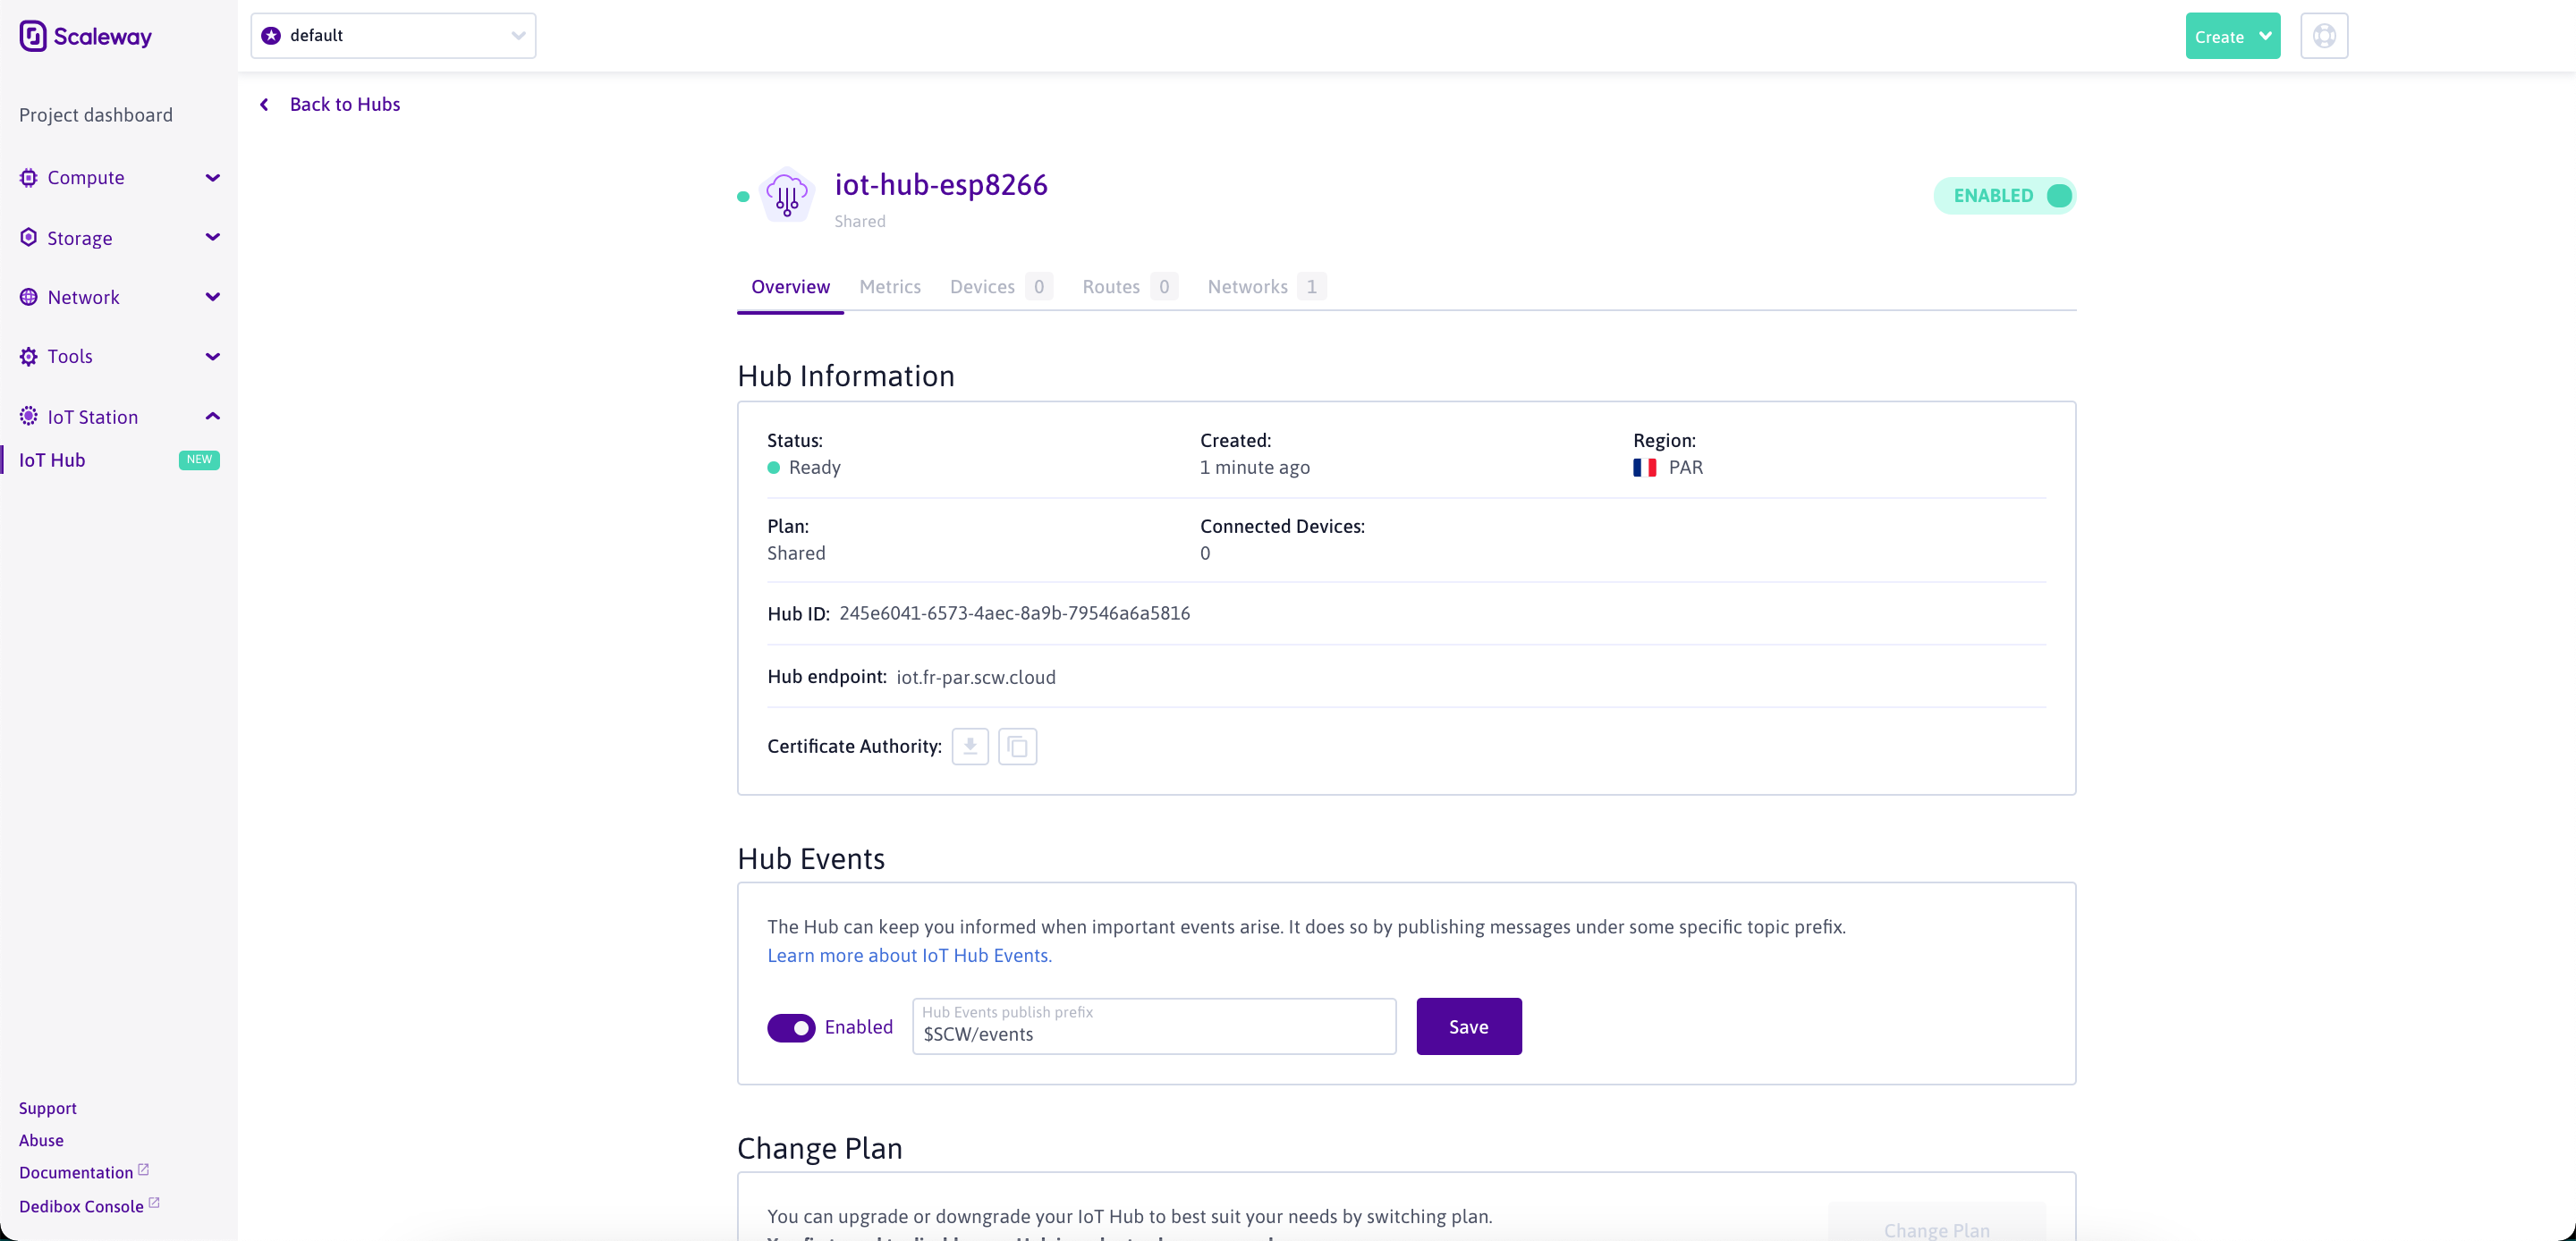 Scaleway
default
Create
Project dashboard
Compute
Storage
Network
Tools
IoT Station
IoT Hub NEW
Support
Abuse
Documentation
Dedibox Console
Back to Hubs
iot-hub-esp8266
Shared
ENABLED
Overview Metrics Devices 0 Routes 0 Networks 1
Hub Information
Status: Created: Region:
Ready 1 minute ago PAR
Plan: Connected Devices:
Shared 0
Hub ID: 245e6041-6573-4aec-8a9b-79546a6a5816
Hub endpoint: iot.fr-par.scw.cloud
Certificate Authority:
Hub Events
The Hub can keep you informed when important events arise. It does so by publishing messages under some specific topic prefix.
Learn more about IoT Hub Events.
Enabled
Hub Events publish prefix
$SCW/events
Save
Change Plan
You can upgrade or downgrade your IoT Hub to best suit your needs by switching plan.
Change Plan